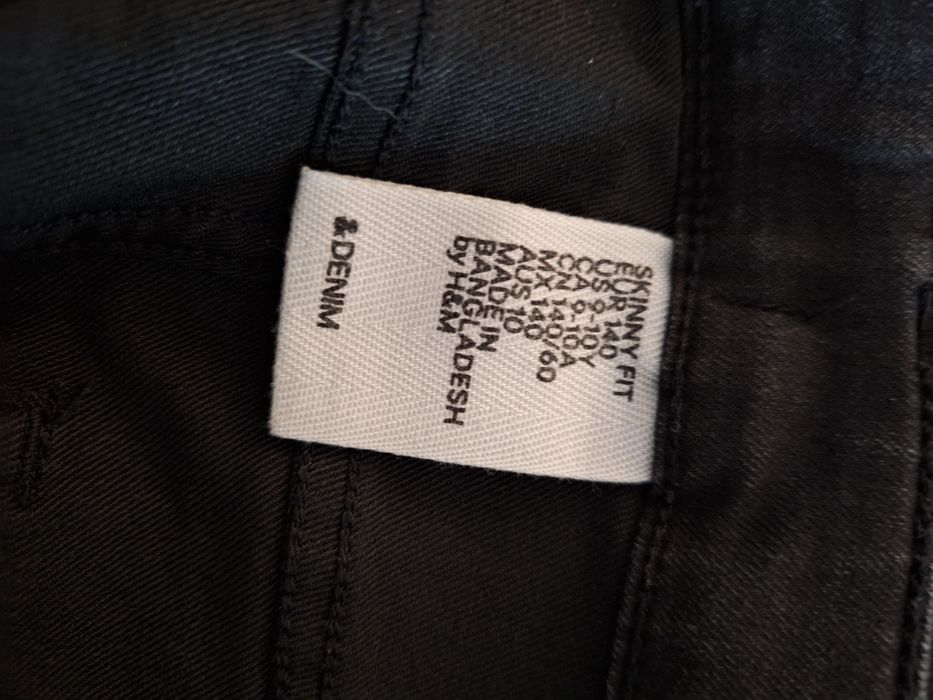 SKINNY FIT
EUR 140
US 9-10Y
CA 9-10A
CN 140/60
MX 140
AUS 10
MADE IN
BANGLADESH
by H&M
&DENIM